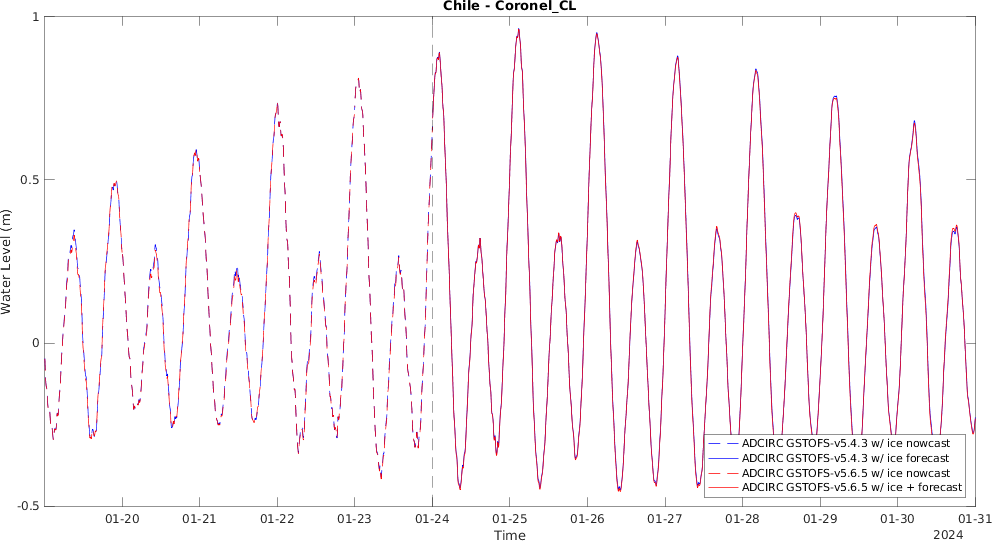 Chile - Coronel_CL
1
0.5
0
-0.5
Water Level (m)
ADCIRC GSTOFS-v5.4.3 w/ ice nowcast
ADCIRC GSTOFS-v5.4.3 w/ ice forecast
ADCIRC GSTOFS-v5.6.5 w/ ice nowcast
ADCIRC GSTOFS-v5.6.5 w/ ice + forecast
01-20 01-21 01-22 01-23 01-24 01-25 01-26 01-27 01-28 01-29 01-30 01-31
Time
2024